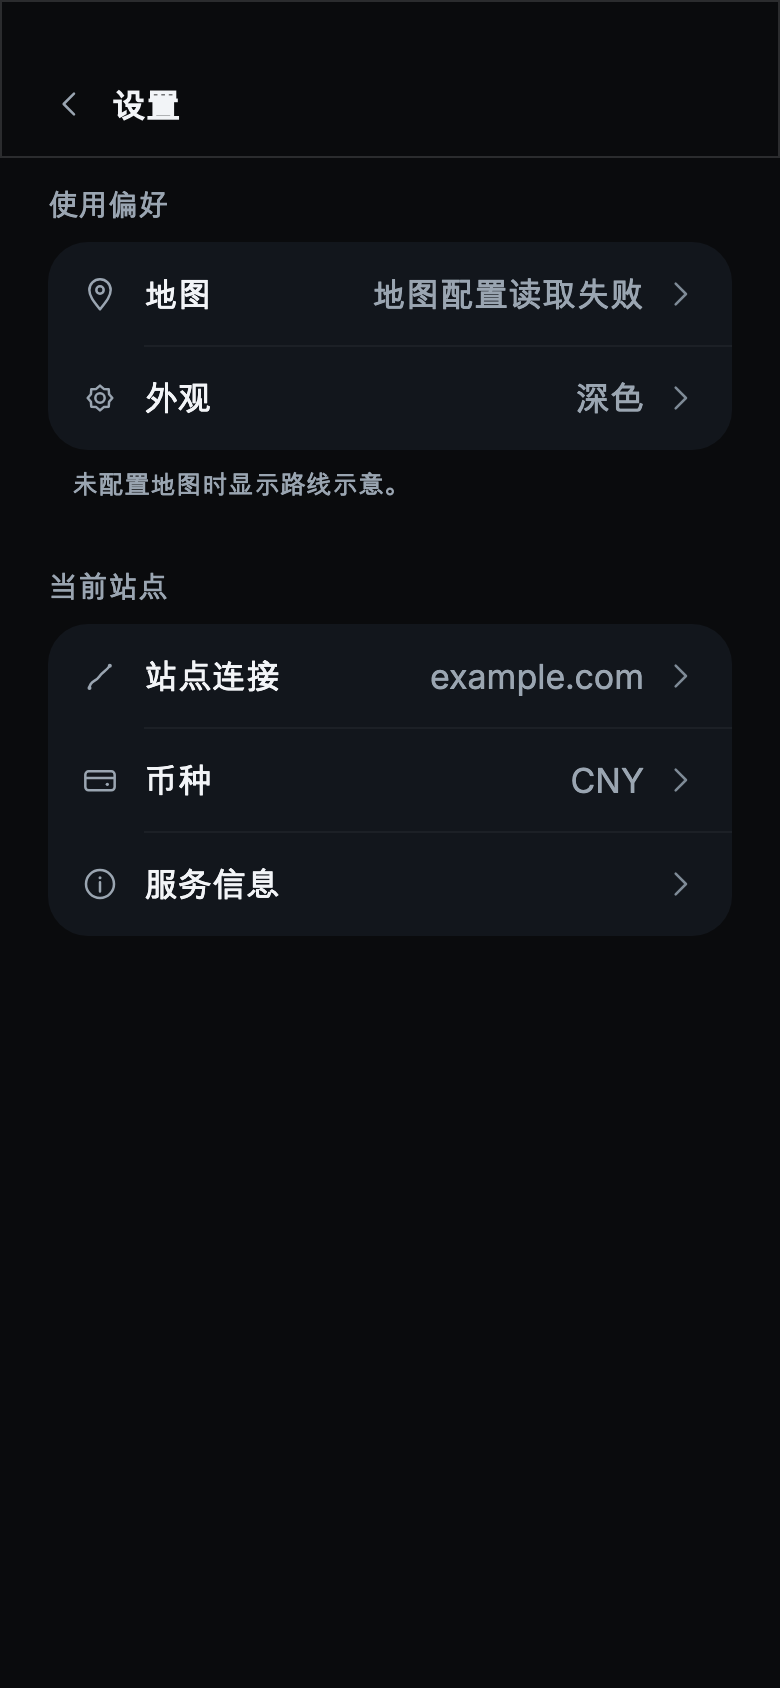 设置
使用偏好
地图 地图配置读取失败
外观 深色
未配置地图时显示路线示意。
当前站点
站点连接 example.com
币种 CNY
服务信息